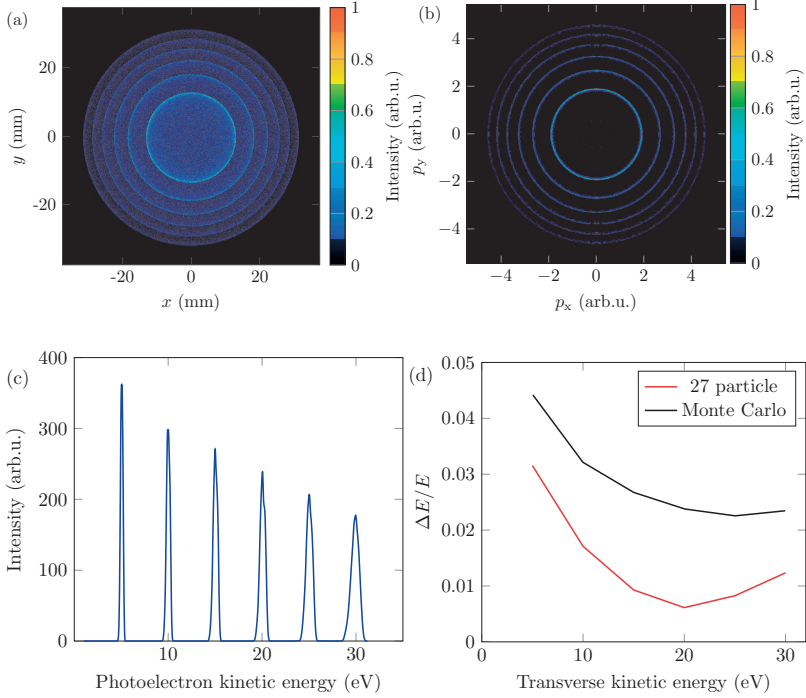 (a)
20
0
-20
-20
0
20
x (mm)
y (mm)
1
0.8
0.6
0.4
0.2
0
Intensity (arb.u.)
(b)
4
2
0
−2
−4
−4
−2
0
2
4
px (arb.u.)
py (arb.u.)
1
0.8
0.6
0.4
0.2
0
Intensity (arb.u.)
(c)
400
300
200
100
0
10
20
30
Photoelectron kinetic energy (eV)
Intensity (arb.u.)
(d)
0.05
0.04
0.03
0.02
0.01
0
0
10
20
30
Transverse kinetic energy (eV)
ΔE/E
27 particle
Monte Carlo